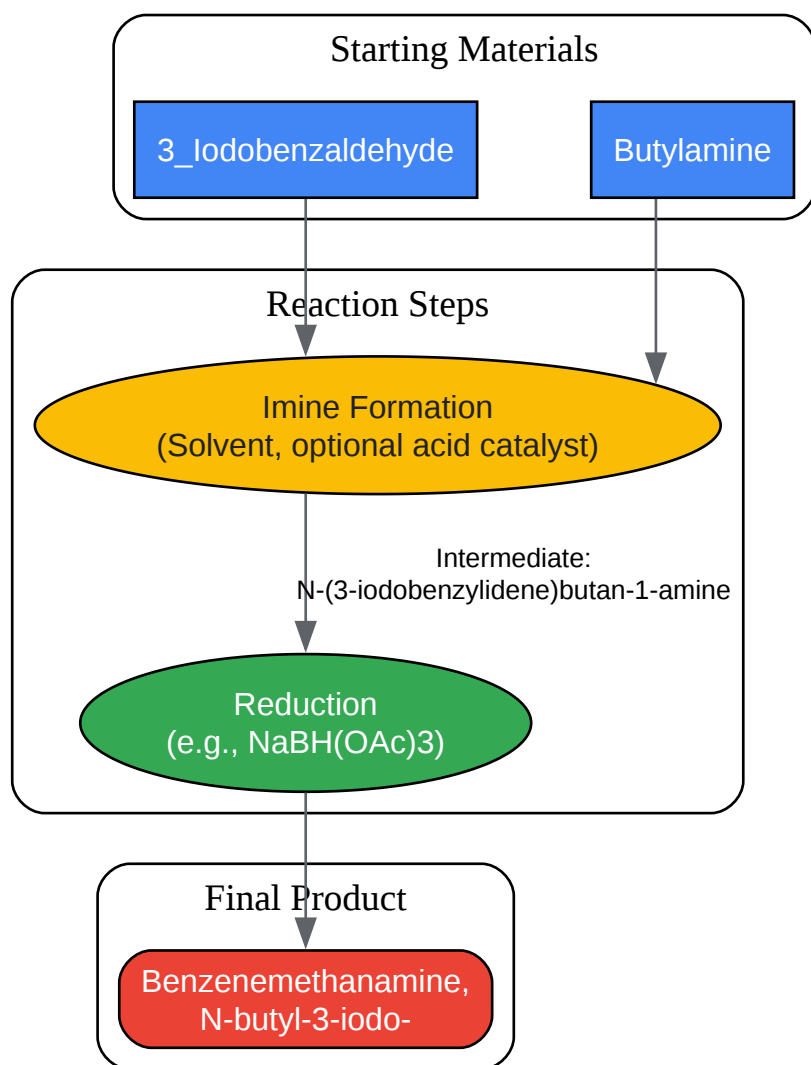 Starting Materials
3_Iodobenzaldehyde
Butylamine
Reaction Steps
Imine Formation
(Solvent, optional acid catalyst)
Intermediate:
N-(3-iodobenzylidene)butan-1-amine
Reduction
(e.g., NaBH(OAc)3)
Final Product
Benzenemethanamine,
N-butyl-3-iodo-